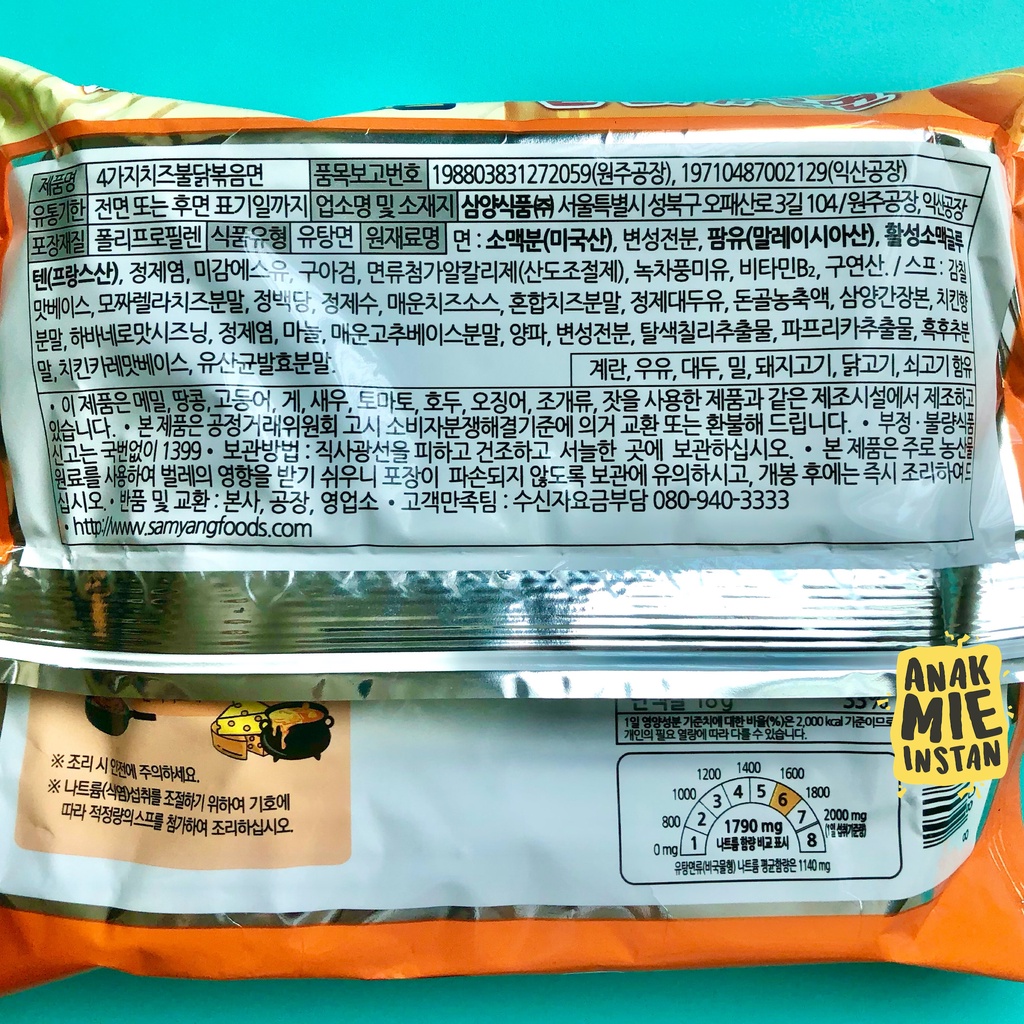 제품명 4가지치즈불닭볶음면 품목보고번호 198803831272059(원주공장), 19710487002129(익산공장)
유통기한 전면 또는 후면 표기일까지 업소명 및 소재지 삼양식품㈜ 서울특별시 성북구 오패산로3길 104/원주공장, 익산공장
포장재질 폴리프로필렌 식품유형 유탕면 원재료명 면 : 소맥분(미국산), 변성전분, 팜유(말레이시아산), 활성소맥글루
텐(프랑스산), 정제염, 미감에스유, 구아검, 면류첨가알칼리제(산도조절제), 녹차풍미유, 비타민B₂, 구연산. / 스프 : 감칠
맛베이스, 모짜렐라치즈분말, 정백당, 정제수, 매운치즈소스, 혼합치즈분말, 정제대두유, 돈골농축액, 삼양간장본, 치킨향
분말, 하바네로맛시즈닝, 정제염, 마늘, 매운고추베이스분말, 양파, 변성전분, 탈색칠리추출물, 파프리카추출물, 흑후추분
말, 치킨카레맛베이스, 유산균발효분말.
계란, 우유, 대두, 밀, 돼지고기, 닭고기, 쇠고기 함유
• 이 제품은 메밀, 땅콩, 고등어, 게, 새우, 토마토, 호두, 오징어, 조개류, 잣을 사용한 제품과 같은 제조시설에서 제조하고
있습니다. • 본 제품은 공정거래위원회 고시 소비자분쟁해결기준에 의거 교환 또는 환불해 드립니다. • 부정·불량식품
신고는 국번없이 1399 • 보관방법 : 직사광선을 피하고 건조하고 서늘한 곳에 보관하십시오. • 본 제품은 주로 농산물
원료를 사용하여 벌레의 영향을 받기 쉬우니 포장이 파손되지 않도록 보관에 유의하시고, 개봉 후에는 즉시 조리하여 드
십시오. • 반품 및 교환 : 본사, 공장, 영업소 • 고객만족팀 : 수신자요금부담 080-940-3333
• http://www.samyangfoods.com
ANAK
MIE
INSTAN
※ 조리 시 안전에 주의하세요.
※ 나트륨(식염)섭취를 조절하기 위하여 기호에
따라 적정량의 스프를 첨가하여 조리하십시오.
단백질 18g 33%
1일 영양성분 기준치에 대한 비율(%)은 2,000 kcal 기준이므로
개인의 필요 열량에 따라 다를 수 있습니다.
0 mg 800 1000 1200 1400 1600 1800 2000 mg
(1일 섭취기준량)
1 2 3 4 5 6 7 8
1790 mg
나트륨 함량 비교 표시
유탕면류(비국물형) 나트륨 평균함량은 1140 mg